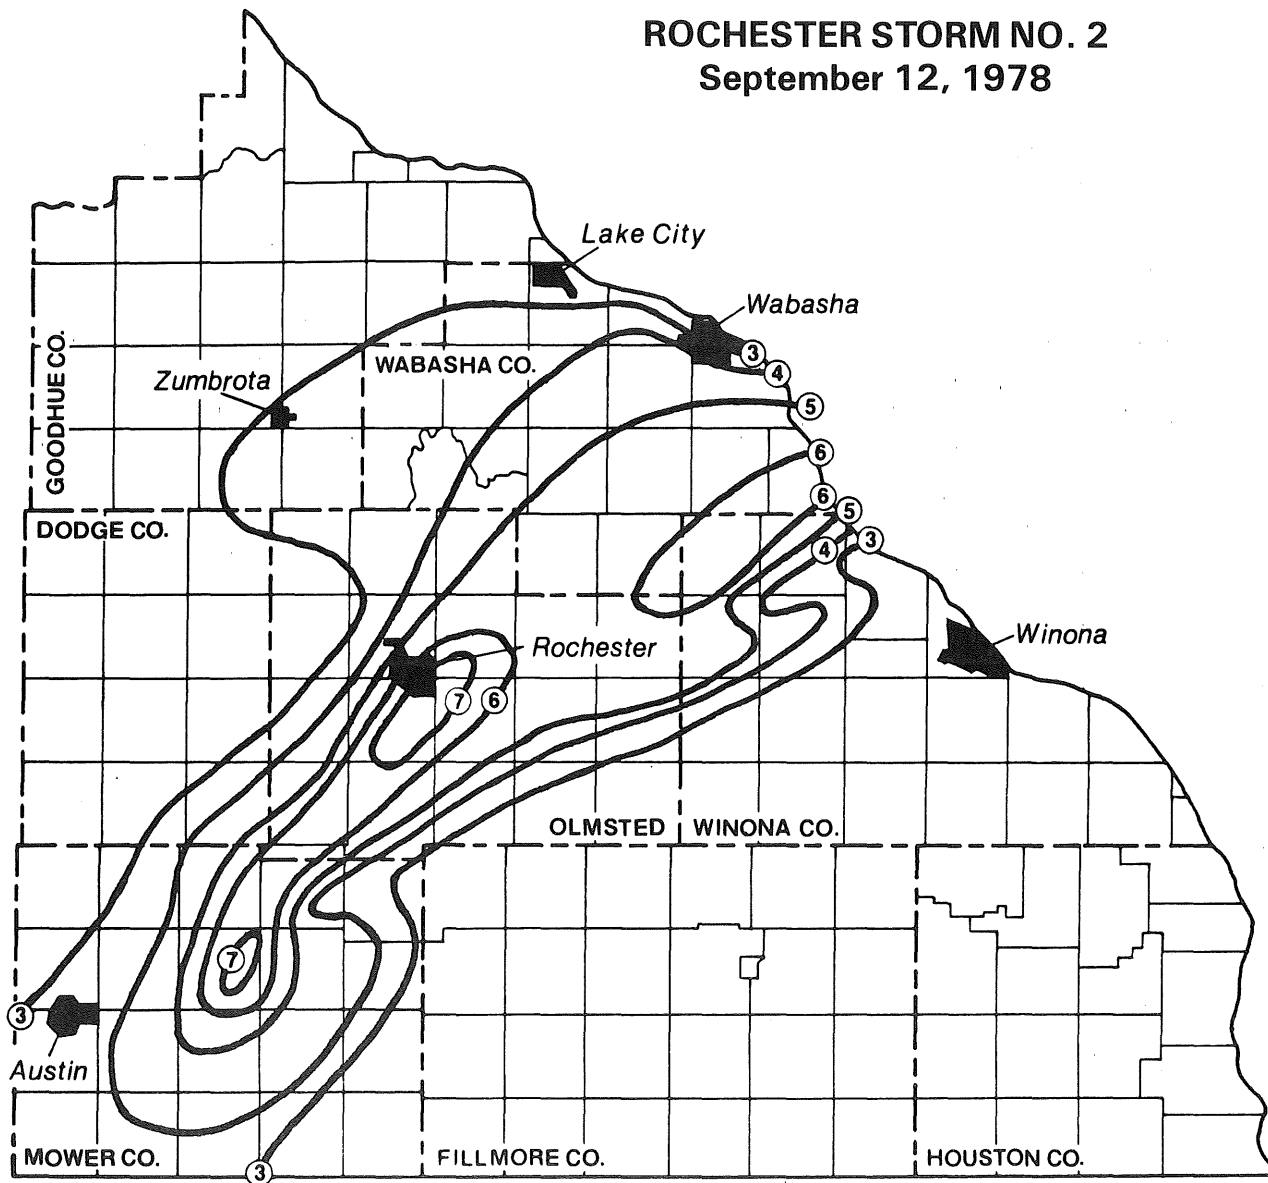 ROCHESTER STORM NO. 2
September 12, 1978
Lake City
Wabasha
3
WABASHA CO.
4
Zumbrota
5
GOODHUE CO.
6
6
5
DODGE CO.
3
4
Winona
Rochester
7
6
OLMSTED
WINONA CO.
7
3
Austin
MOWER CO.
FILLMORE CO.
HOUSTON CO.
3